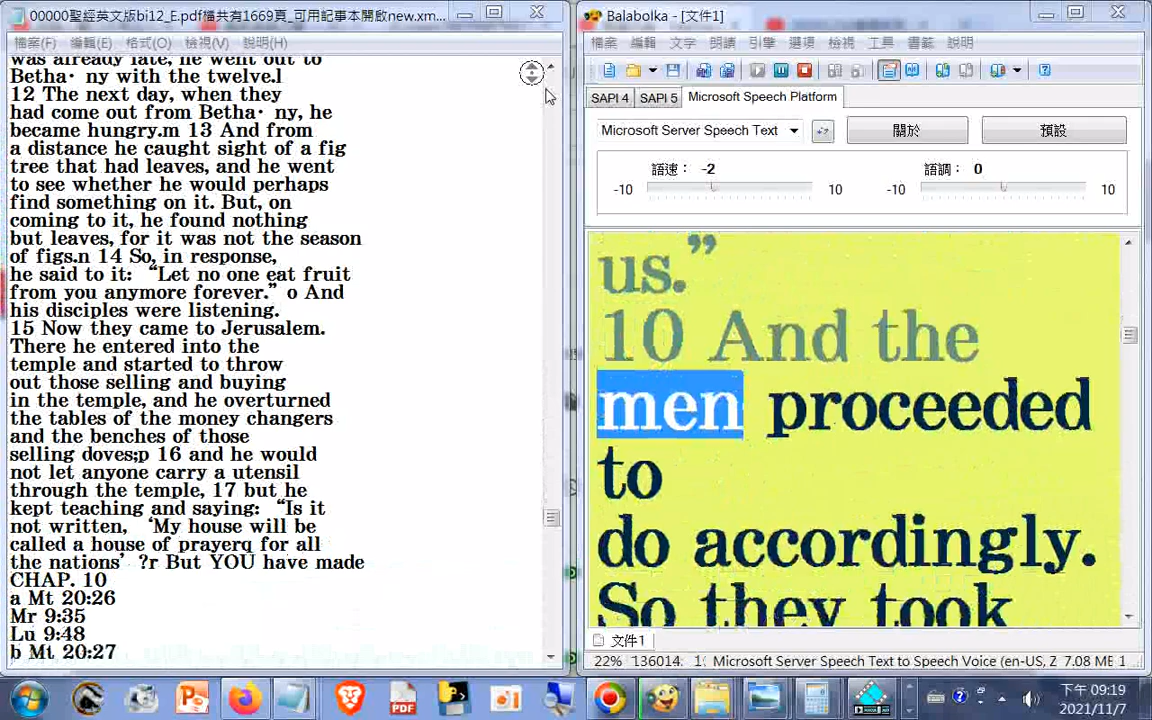 00000聖經英文版bi12_E.pdf檔共有1669頁_可用記事本開啟new.xm...
檔案(F) 編輯(E) 格式(O) 檢視(V) 說明(H)
was already late, he went out to
Betha· ny with the twelve.l
12 The next day, when they
had come out from Betha· ny, he
became hungry.m 13 And from
a distance he caught sight of a fig
tree that had leaves, and he went
to see whether he would perhaps
find something on it. But, on
coming to it, he found nothing
but leaves, for it was not the season
of figs.n 14 So, in response,
he said to it: “Let no one eat fruit
from you anymore forever.” o And
his disciples were listening.
15 Now they came to Jerusalem.
There he entered into the
temple and started to throw
out those selling and buying
in the temple, and he overturned
the tables of the money changers
and the benches of those
selling doves;p 16 and he would
not let anyone carry a utensil
through the temple, 17 but he
kept teaching and saying: “Is it
not written, ‘My house will be
called a house of prayerq for all
the nations’ ?r But YOU have made
CHAP. 10
a Mt 20:26
Mr 9:35
Lu 9:48
b Mt 20:27
Balabolka - [文件1]
檔案 編輯 文字 朗讀 引擎 選項 檢視 工具 書籤 說明
SAPI 4 SAPI 5 Microsoft Speech Platform
Microsoft Server Speech Text 關於 預設
語速： -2 語調： 0
-10 10 -10 10
us.”
10 And the
men proceeded
to
do accordingly.
So they took
文件1
22% 136014. Microsoft Server Speech Text to Speech Voice (en-US, Z 7.08 ME 1
PDF
下午 09:19
2021/11/7